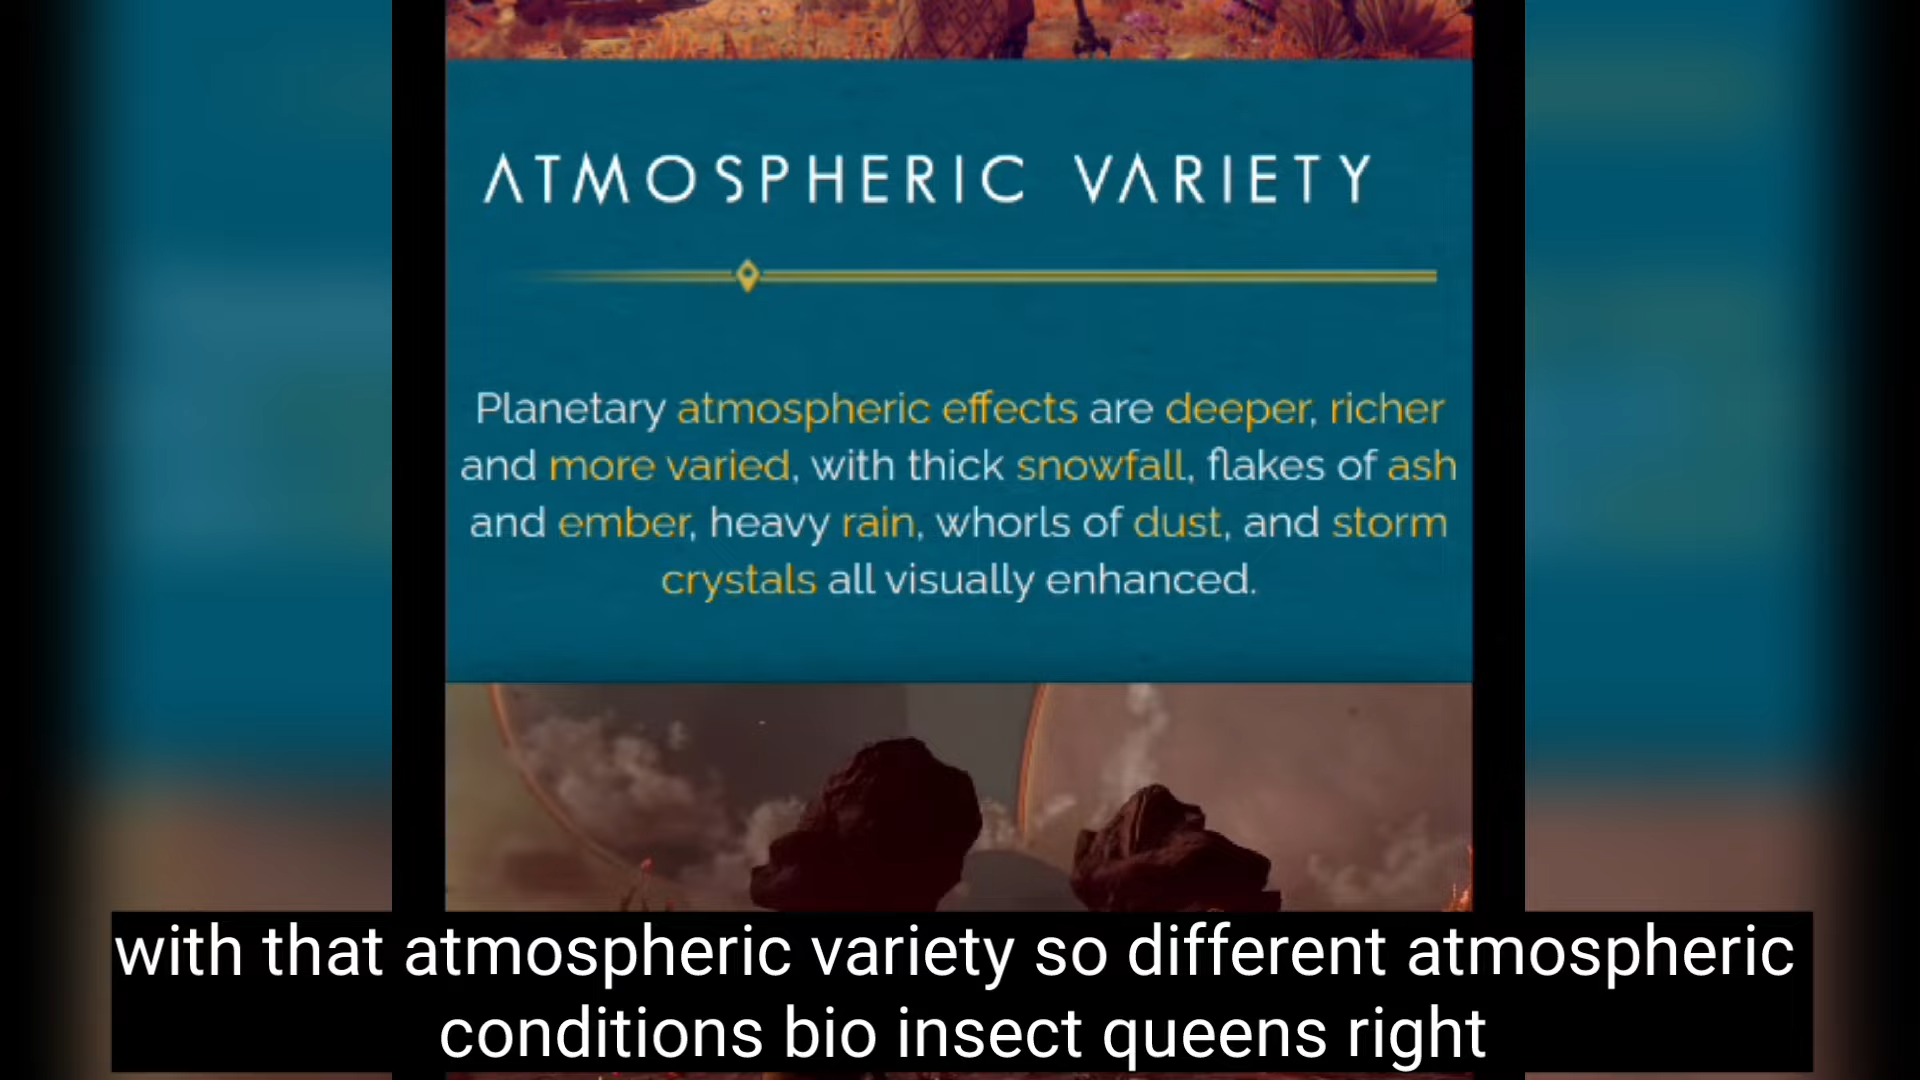 ATMOSPHERIC VARIETY
Planetary atmospheric effects are deeper, richer
and more varied, with thick snowfall, flakes of ash
and ember, heavy rain, whorls of dust, and storm
crystals all visually enhanced.
with that atmospheric variety so different atmospheric
conditions bio insect queens right